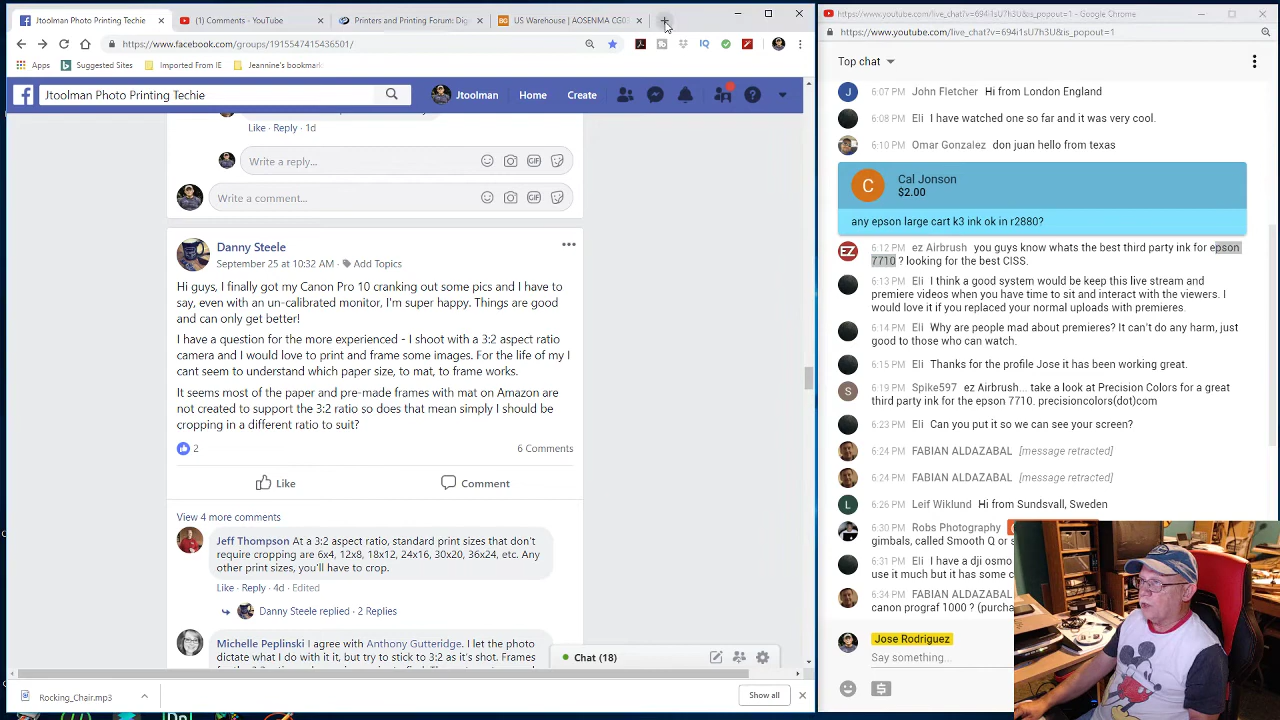 Jtoolman Photo Printing Techie
(1) Comments - YouTube
Printers and Printing Forum: Dig
US Warehouse | AOSENMA CG03
https://www.facebook.com/groups/1915547415436501/
Apps
Suggested Sites
Imported From IE
Jeannine's bookmark
Jtoolman Photo Printing Techie
Jtoolman
Home
Create
Like · Reply · 1d
Write a reply...
Write a comment...
Danny Steele
September 25 at 10:32 AM · Add Topics
Hi guys, I finally got my Canon Pro 10 cranking out some pics and I have to
say, even with an un-calibrated monitor, I'm super happy. Things are good
and can only get better!
I have a question for the more experienced - I shoot with a 3:2 aspect ratio
camera and I would love to print and frame some images. For the life of my I
cant seem to understand which paper size, to mat, to frame works.
It seems most of the paper and pre-made frames with mat on Amazon are
not created to support the 3:2 ratio so does that mean simply I should be
cropping in a different ratio to suit?
2
6 Comments
Like
Comment
View 4 more comments
Jeff Thompson At a 3:2 aspect ratio, standard print sizes that don't
require cropping are 6x4, 12x8, 18x12, 24x16, 30x20, 36x24, etc. Any
other print sizes, you'll have to crop.
Like · Reply · 4d · Edited
Danny Steele replied · 2 Replies
Michelle Peplinski I agree with Anthony Gutteridge. I let the photo
dictate what I do with it, but try to stick to 3:2 as it's shot. Frames
Chat (18)
Rocking_Chair.mp3
Show all
https://www.youtube.com/live_chat?v=694i1sU7h3U&is_popout=1 - Google Chrome
https://www.youtube.com/live_chat?v=694i1sU7h3U&is_popout=1
Top chat
6:07 PM John Fletcher Hi from London England
6:08 PM Eli I have watched one so far and it was very cool.
6:10 PM Omar Gonzalez don juan hello from texas
C
Cal Jonson
$2.00
any epson large cart k3 ink ok in r2880?
6:12 PM ez Airbrush you guys know whats the best third party ink for epson
7710 ? looking for the best CISS.
6:13 PM Eli I think a good system would be keep this live stream and
premiere videos when you have time to sit and interact with the viewers. I
would love it if you replaced your normal uploads with premieres.
6:14 PM Eli Why are people mad about premieres? It can't do any harm, just
good to those who can watch.
6:15 PM Eli Thanks for the profile Jose it has been working great.
6:19 PM Spike597 ez Airbrush... take a look at Precision Colors for a great
third party ink for the epson 7710. precisioncolors(dot)com
6:23 PM Eli Can you put it so we can see your screen?
6:24 PM FABIAN ALDAZABAL [message retracted]
6:24 PM FABIAN ALDAZABAL [message retracted]
6:26 PM Leif Wiklund Hi from Sundsvall, Sweden
6:30 PM Robs Photography
gimbals, called Smooth Q or
6:31 PM Eli I have a dji osmo
use it much but it has some
6:34 PM FABIAN ALDAZABAL
canon prograf 1000 ? (purcha
Jose Rodriguez
Say something...